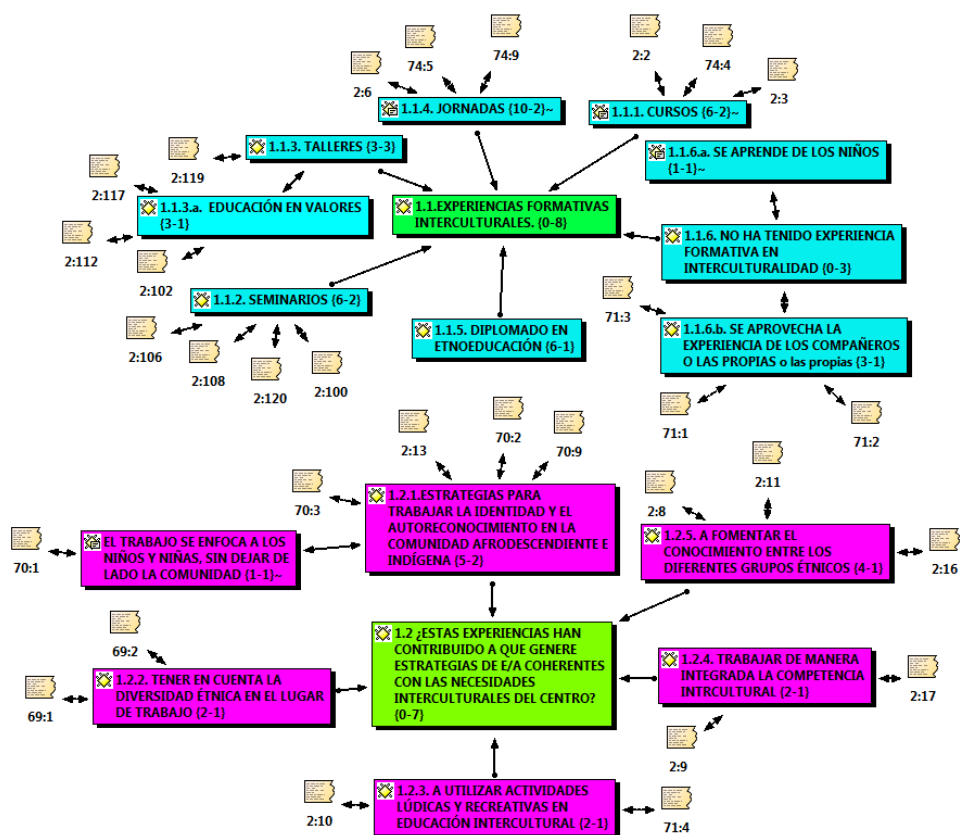 74:5
74:9
2:2
74:4
2:6
2:3
1.1.4. JORNADAS {10-2}~
1.1.1. CURSOS {6-2}~
1.1.3. TALLERES {3-3}
1.1.6.a. SE APRENDE DE LOS NIÑOS
{1-1}~
2:119
2:117
1.1.3.a. EDUCACIÓN EN VALORES
{3-1}
1.1.EXPERIENCIAS FORMATIVAS
INTERCULTURALES. {0-8}
1.1.6. NO HA TENIDO EXPERIENCIA
FORMATIVA EN
INTERCULTURALIDAD {0-3}
2:112
2:102
1.1.2. SEMINARIOS {6-2}
71:3
1.1.5. DIPLOMADO EN
ETNOEDUCACIÓN {6-1}
1.1.6.b. SE APROVECHA LA
EXPERIENCIA DE LOS COMPAÑEROS
O LAS PROPIAS o las propias {3-1}
2:106
2:108
2:120
2:100
71:1
71:2
2:13
70:2
70:9
2:11
70:3
2:8
1.2.1.ESTRATEGIAS PARA
TRABAJAR LA IDENTIDAD Y EL
AUTORECONOCIMIENTO EN LA
COMUNIDAD AFRODESCENDIENTE E
INDÍGENA {5-2}
70:1
EL TRABAJO SE ENFOCA A LOS
NIÑOS Y NIÑAS, SIN DEJAR DE
LADO LA COMUNIDAD {1-1}~
1.2.5. A FOMENTAR EL
CONOCIMIENTO ENTRE LOS
DIFERENTES GRUPOS ÉTNICOS {4-1}
2:16
69:2
1.2 ¿ESTAS EXPERIENCIAS HAN
CONTRIBUIDO A QUE GENERE
ESTRATEGIAS DE E/A COHERENTES
CON LAS NECESIDADES
INTERCULTURALES DEL CENTRO?
{0-7}
69:1
1.2.2. TENER EN CUENTA LA
DIVERSIDAD ÉTNICA EN EL LUGAR
DE TRABAJO {2-1}
1.2.4. TRABAJAR DE MANERA
INTEGRADA LA COMPETENCIA
INTRCULTURAL {2-1}
2:17
2:9
2:10
1.2.3. A UTILIZAR ACTIVIDADES
LÚDICAS Y RECREATIVAS EN
EDUCACIÓN INTERCULTURAL {2-1}
71:4